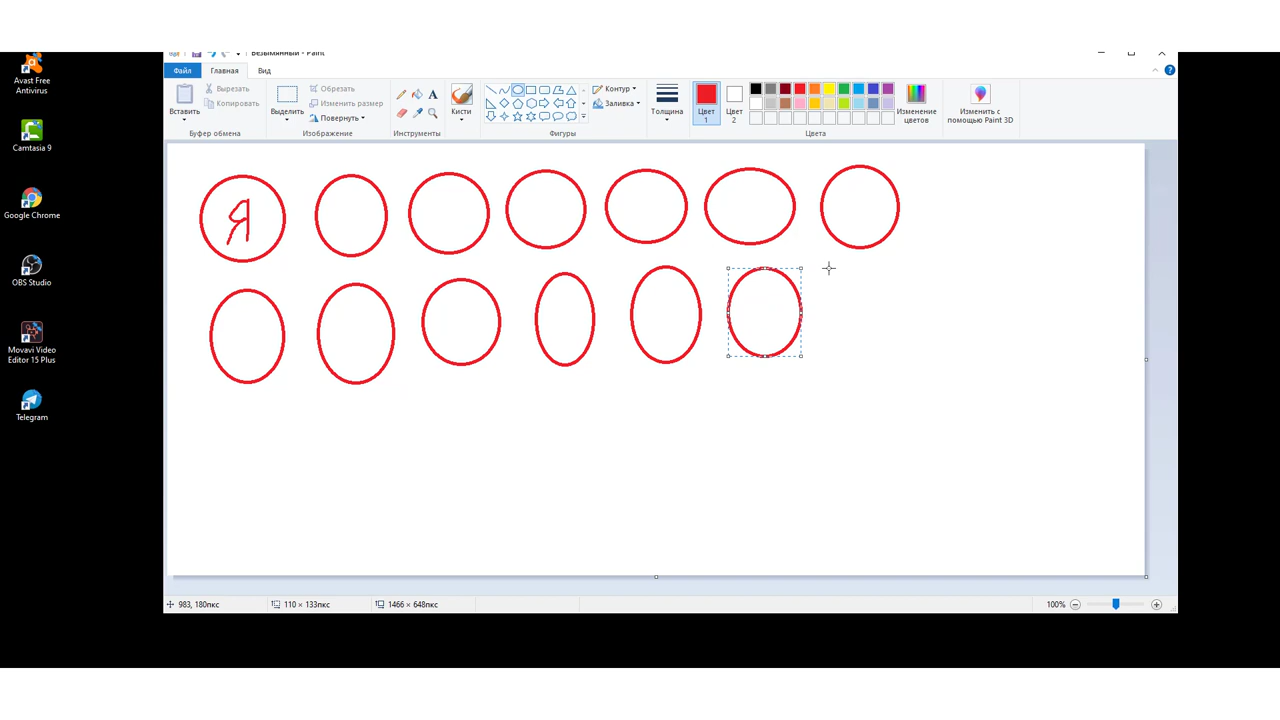 Безымянный - Paint
Файл Главная Вид
Вставить
Вырезать
Копировать
Буфер обмена
Выделить
Обрезать
Изменить размер
Повернуть
Изображение
Инструменты
Кисти
Контур
Заливка
Фигуры
Толщина
Цвет 1
Цвет 2
Изменение цветов
Цвета
Изменить с помощью Paint 3D
Avast Free Antivirus
Camtasia 9
Google Chrome
OBS Studio
Movavi Video Editor 15 Plus
Telegram
Я
983, 180пкс
110 × 133пкс
1466 × 648пкс
100%